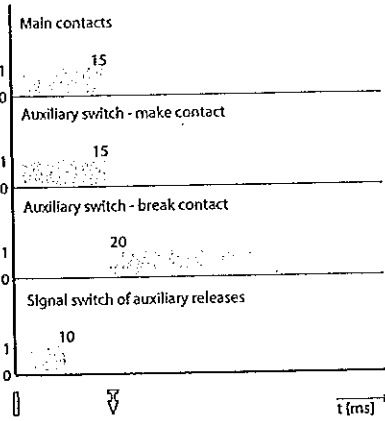 Main contacts
15
1
0
Auxiliary switch - make contact
15
1
0
Auxiliary switch - break contact
20
1
0
Signal switch of auxiliary releases
10
1
0
t [ms]